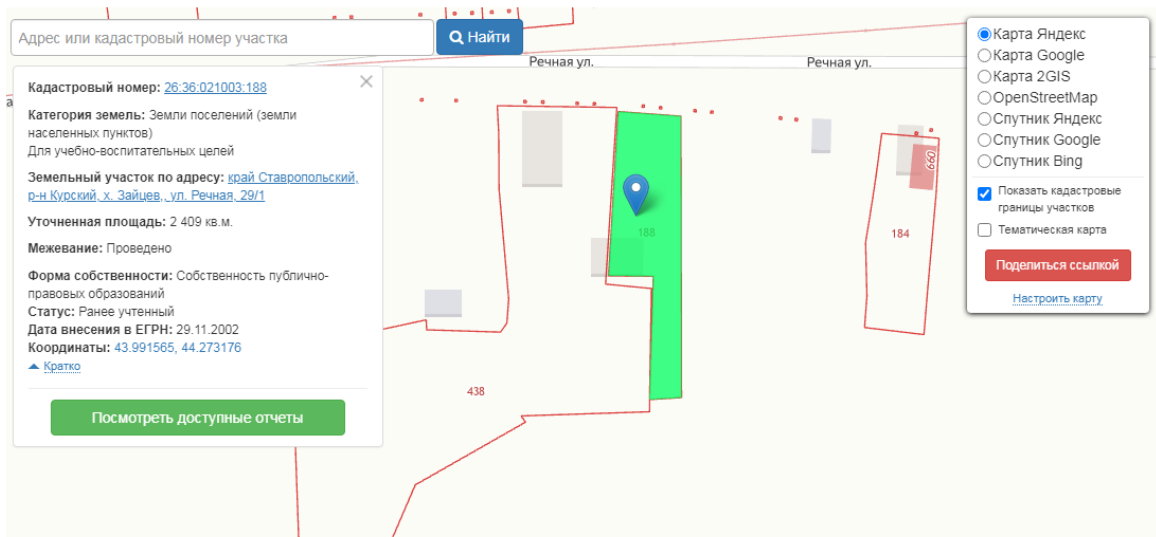 Адрес или кадастровый номер участка
Найти
Речная ул.
Речная ул.
Кадастровый номер: 26:36:021003:188
Категория земель: Земли поселений (земли
населенных пунктов)
Для учебно-воспитательных целей
Земельный участок по адресу: край Ставропольский,
р-н Курский, х. Зайцев,, ул. Речная, 29/1
Уточненная площадь: 2 409 кв.м.
Межевание: Проведено
Форма собственности: Собственность публично-
правовых образований
Статус: Ранее учтенный
Дата внесения в ЕГРН: 29.11.2002
Координаты: 43.991565, 44.273176
Кратко
Посмотреть доступные отчеты
188
438
184
660
Карта Яндекс
Карта Google
Карта 2GIS
OpenStreetMap
Спутник Яндекс
Спутник Google
Спутник Bing
Показать кадастровые
границы участков
Тематическая карта
Поделиться ссылкой
Настроить карту